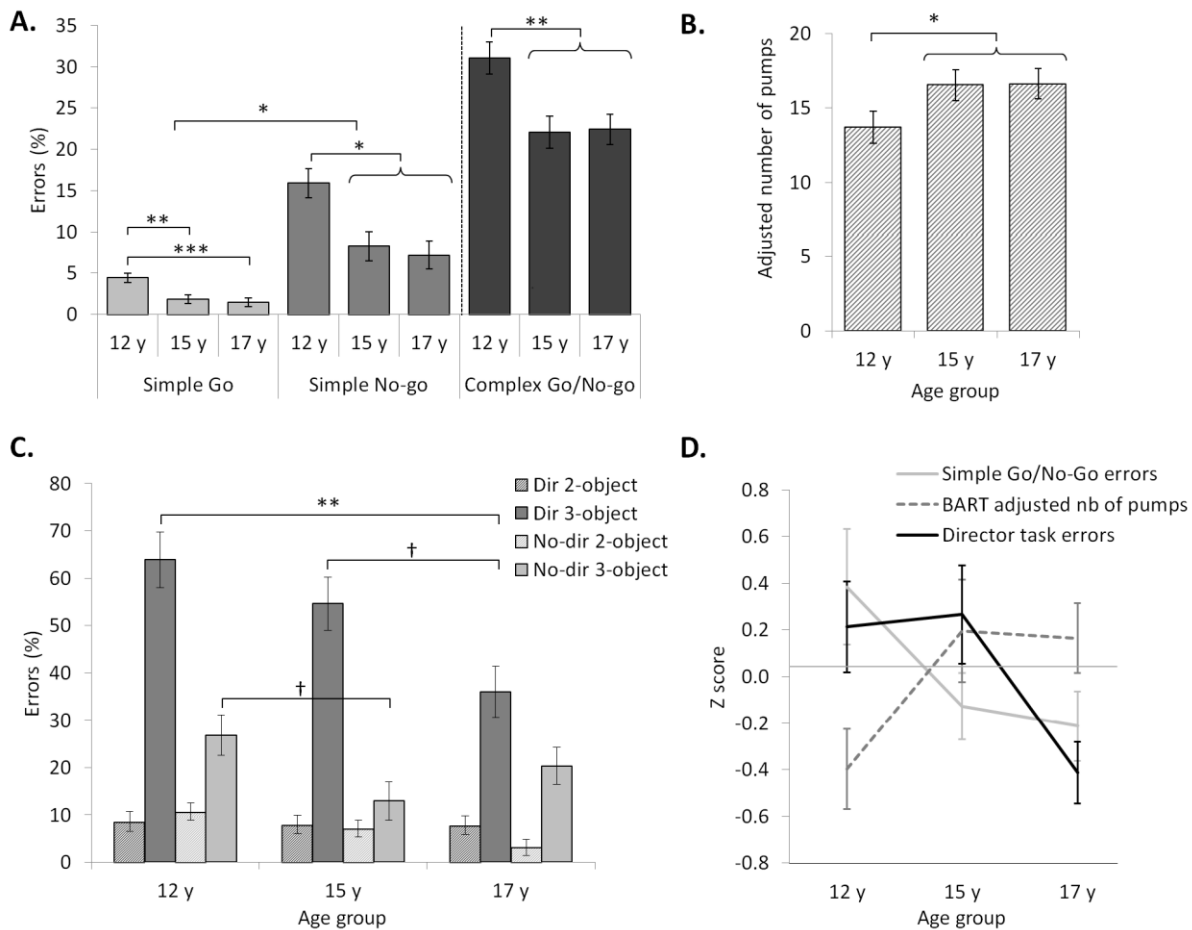 A.
35
30
25
20
15
10
5
0
Errors (%)
**
***
*
*
**
12 y 15 y 17 y 12 y 15 y 17 y 12 y 15 y 17 y
Simple Go Simple No-go Complex Go/No-go
B.
20
15
10
5
0
Adjusted number of pumps
*
12 y 15 y 17 y
Age group
C.
80
70
60
50
40
30
20
10
0
Errors (%)
Dir 2-object
Dir 3-object
No-dir 2-object
No-dir 3-object
**
†
†
12 y 15 y 17 y
Age group
D.
Simple Go/No-Go errors
BART adjusted nb of pumps
Director task errors
0.8
0.6
0.4
0.2
0.0
-0.2
-0.4
-0.6
-0.8
Z score
12 y 15 y 17 y
Age group